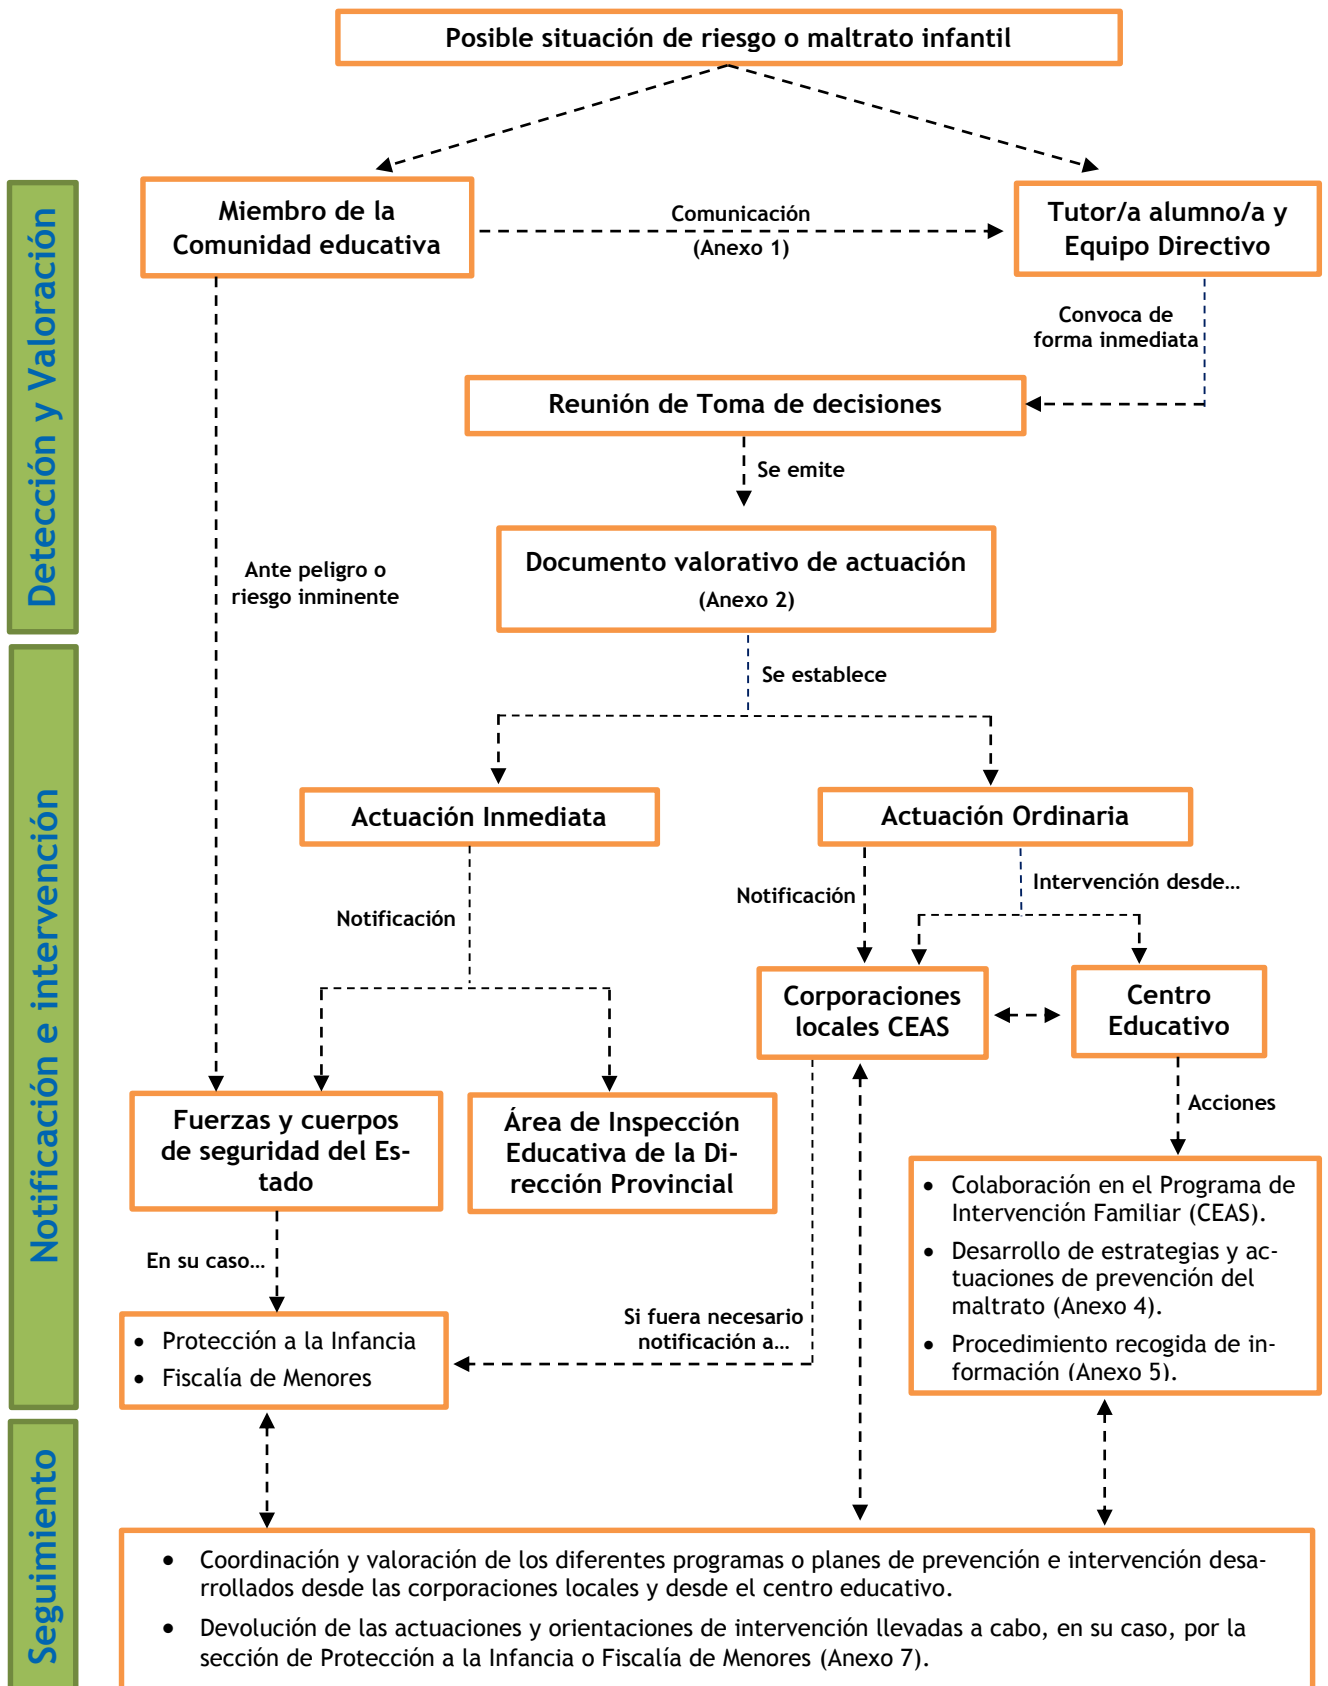 Posible situación de riesgo o maltrato infantil
Detección y Valoración
Miembro de la
Comunidad educativa
Comunicación
(Anexo 1)
Tutor/a alumno/a y
Equipo Directivo
Convoca de
forma inmediata
Reunión de Toma de decisiones
Se emite
Documento valorativo de actuación
(Anexo 2)
Ante peligro o
riesgo inminente
Se establece
Notificación e intervención
Actuación Inmediata
Actuación Ordinaria
Notificación
Notificación
Intervención desde…
Corporaciones
locales CEAS
Centro
Educativo
Acciones
Fuerzas y cuerpos
de seguridad del Es-
tado
Área de Inspección
Educativa de la Di-
rección Provincial
• Colaboración en el Programa de
Intervención Familiar (CEAS).
• Desarrollo de estrategias y ac-
tuaciones de prevención del
maltrato (Anexo 4).
• Procedimiento recogida de in-
formación (Anexo 5).
En su caso…
• Protección a la Infancia
• Fiscalía de Menores
Si fuera necesario
notificación a…
Seguimiento
• Coordinación y valoración de los diferentes programas o planes de prevención e intervención desa-
rrollados desde las corporaciones locales y desde el centro educativo.
• Devolución de las actuaciones y orientaciones de intervención llevadas a cabo, en su caso, por la
sección de Protección a la Infancia o Fiscalía de Menores (Anexo 7).